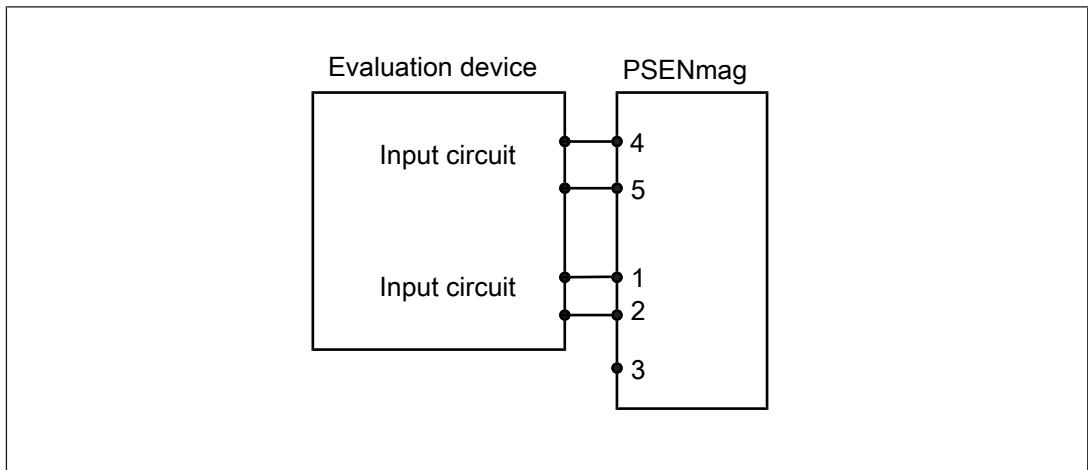 Evaluation device
PSENmag
Input circuit
4
5
Input circuit
1
2
3